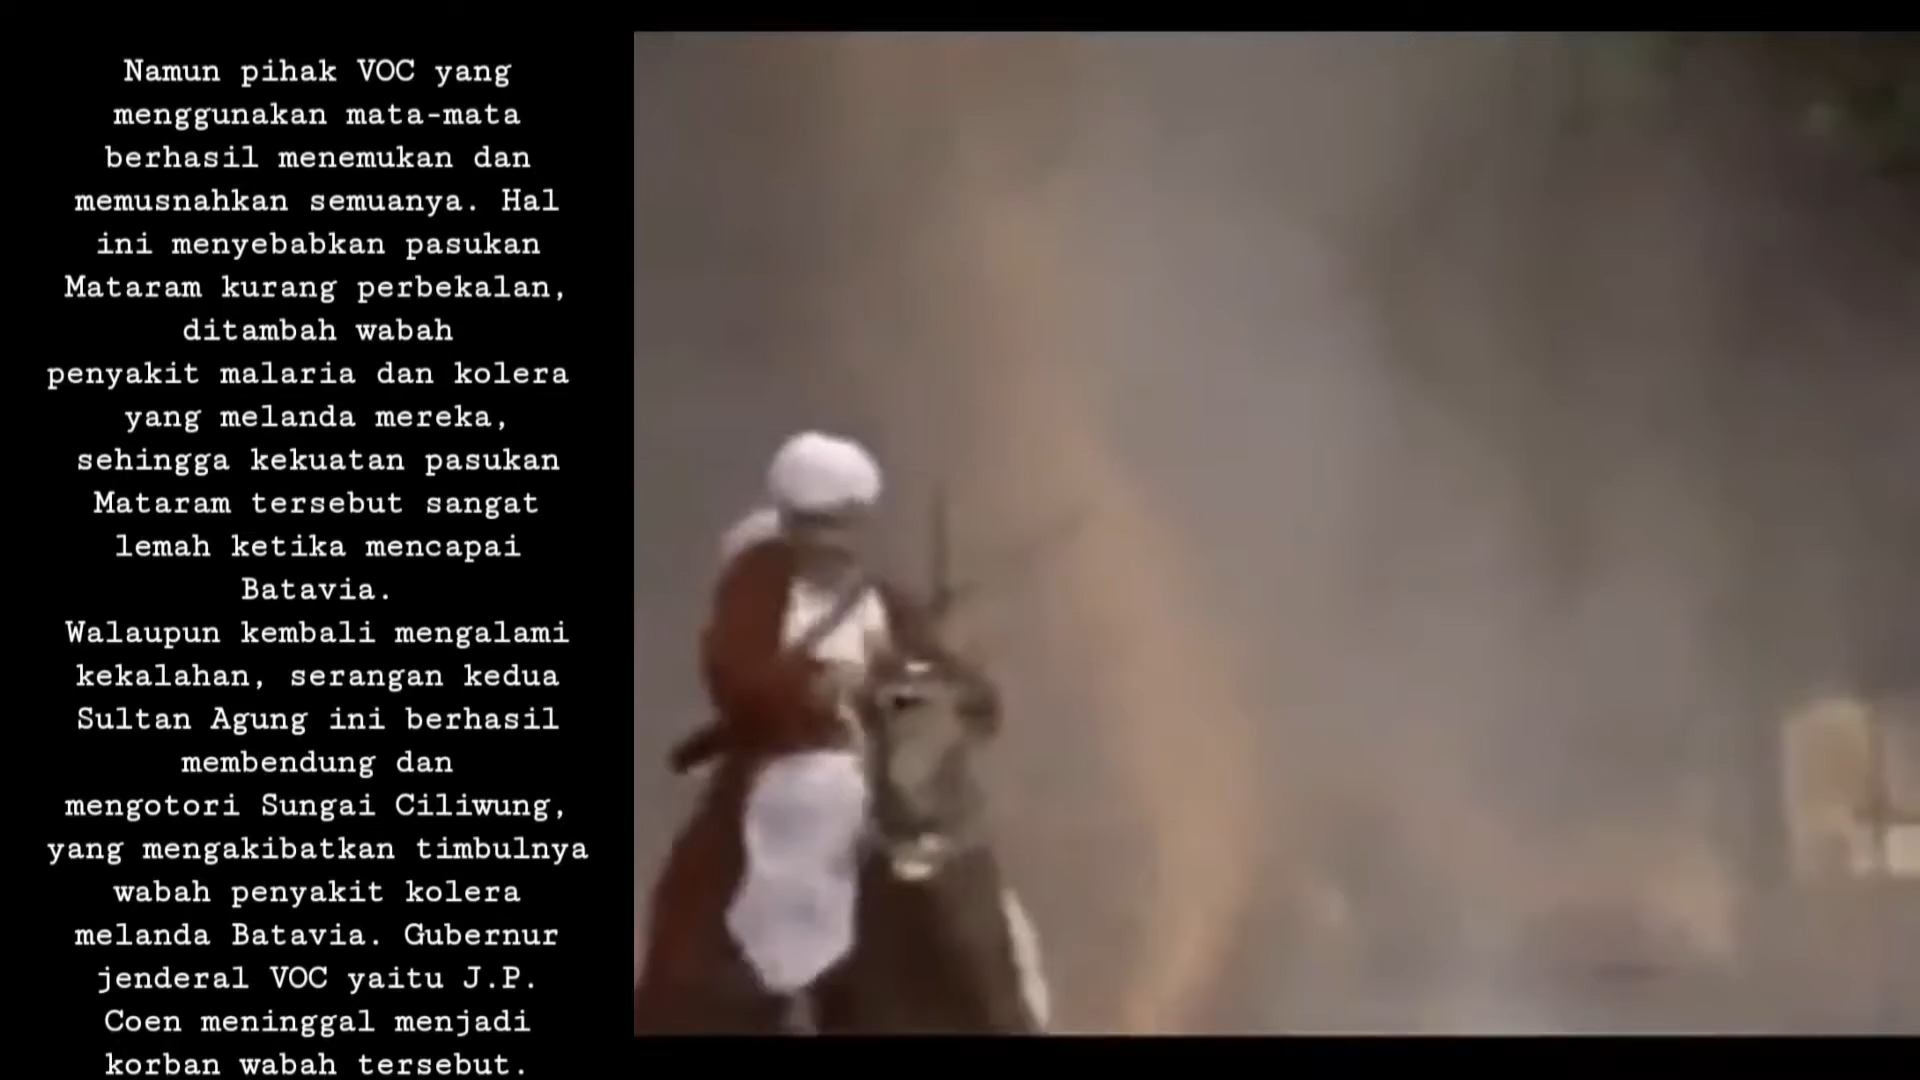 Namun pihak VOC yang
menggunakan mata-mata
berhasil menemukan dan
memusnahkan semuanya. Hal
ini menyebabkan pasukan
Mataram kurang perbekalan,
ditambah wabah
penyakit malaria dan kolera
yang melanda mereka,
sehingga kekuatan pasukan
Mataram tersebut sangat
lemah ketika mencapai
Batavia.
Walaupun kembali mengalami
kekalahan, serangan kedua
Sultan Agung ini berhasil
membendung dan
mengotori Sungai Ciliwung,
yang mengakibatkan timbulnya
wabah penyakit kolera
melanda Batavia. Gubernur
jenderal VOC yaitu J.P.
Coen meninggal menjadi
korban wabah tersebut.